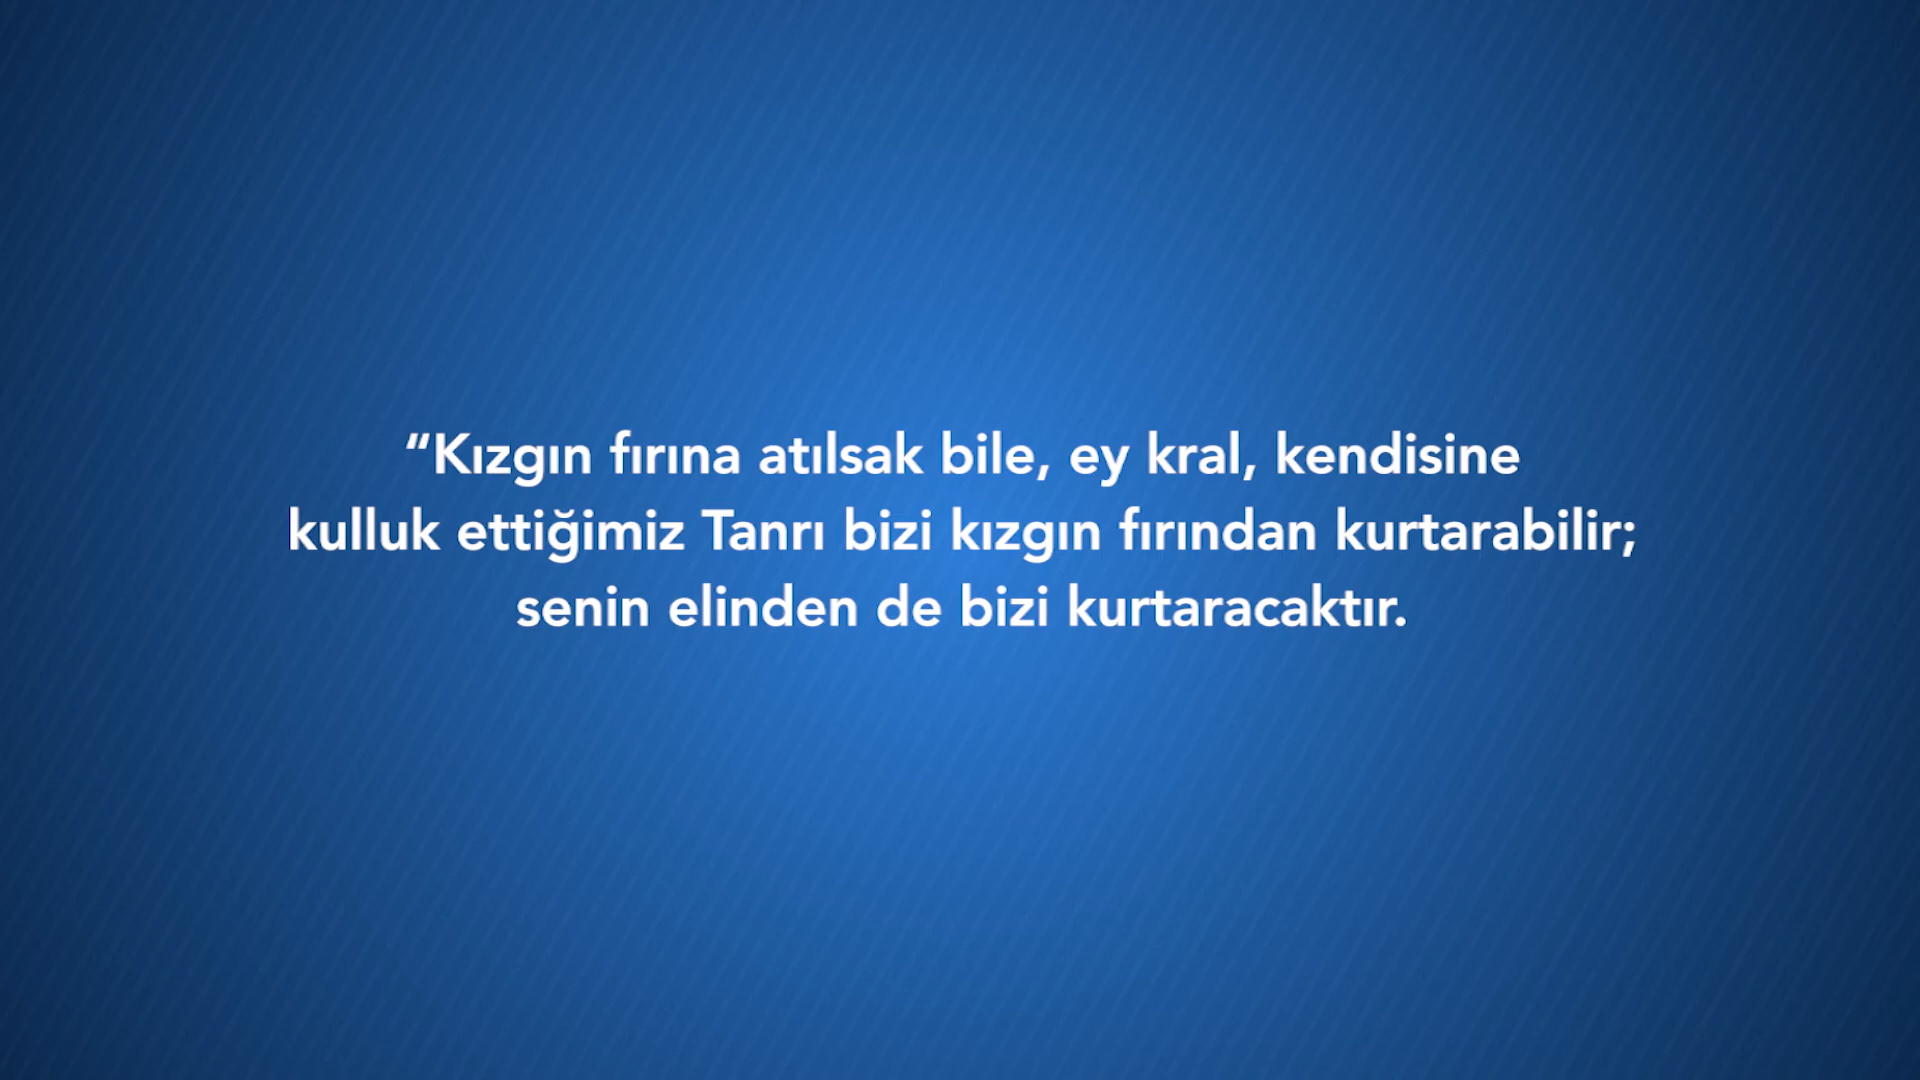 “Kızgın fırına atılsak bile, ey kral, kendisine
kulluk ettiğimiz Tanrı bizi kızgın fırından kurtarabilir;
senin elinden de bizi kurtaracaktır.